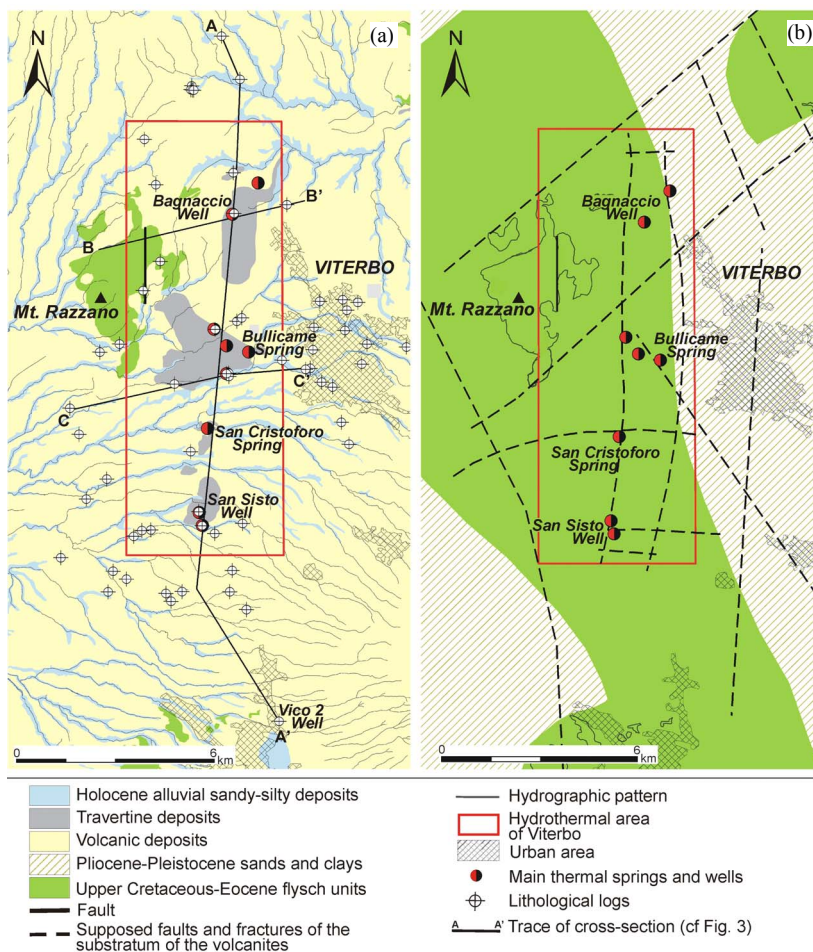 (a)
(b)
N
N
A
Bagnaccio
Well
B'
B
VITERBO
Mt. Razzano
Bullicame
Spring
C'
C
San Cristoforo
Spring
San Sisto
Well
Vico 2
Well
A'
0
6
km
Bagnaccio
Well
VITERBO
Mt. Razzano
Bullicame
Spring
San Cristoforo
Spring
San Sisto
Well
0
6
km
Holocene alluvial sandy-silty deposits
Travertine deposits
Volcanic deposits
Pliocene-Pleistocene sands and clays
Upper Cretaceous-Eocene flysch units
Fault
Supposed faults and fractures of the
substratum of the volcanites
Hydrographic pattern
Hydrothermal area
of Viterbo
Urban area
Main thermal springs and wells
Lithological logs
A A' Trace of cross-section (cf Fig. 3)